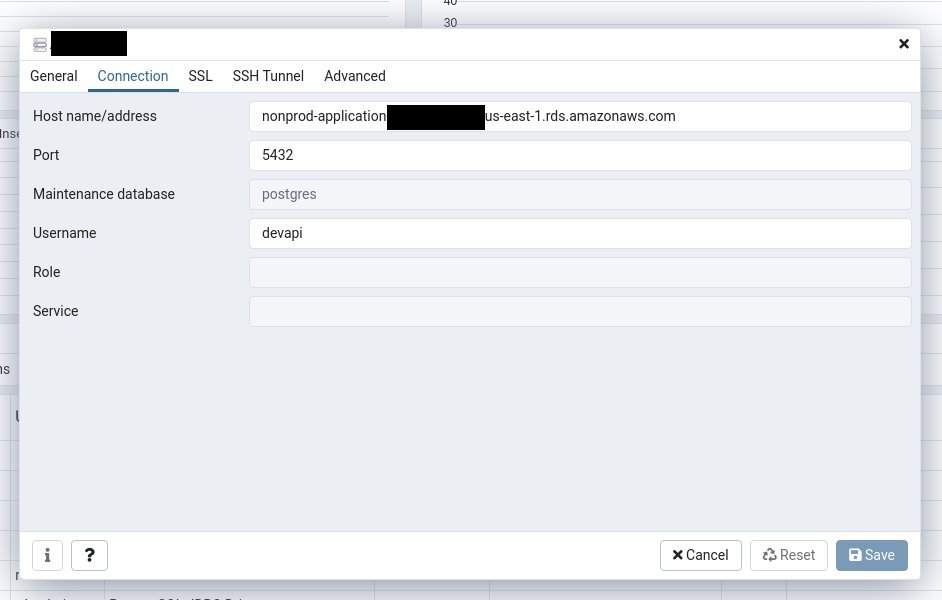 40
30
General Connection SSL SSH Tunnel Advanced
Host name/address nonprod-application us-east-1.rds.amazonaws.com
Port 5432
Inse
Maintenance database postgres
Username devapi
Role
Service
ns
i ? Cancel Reset Save